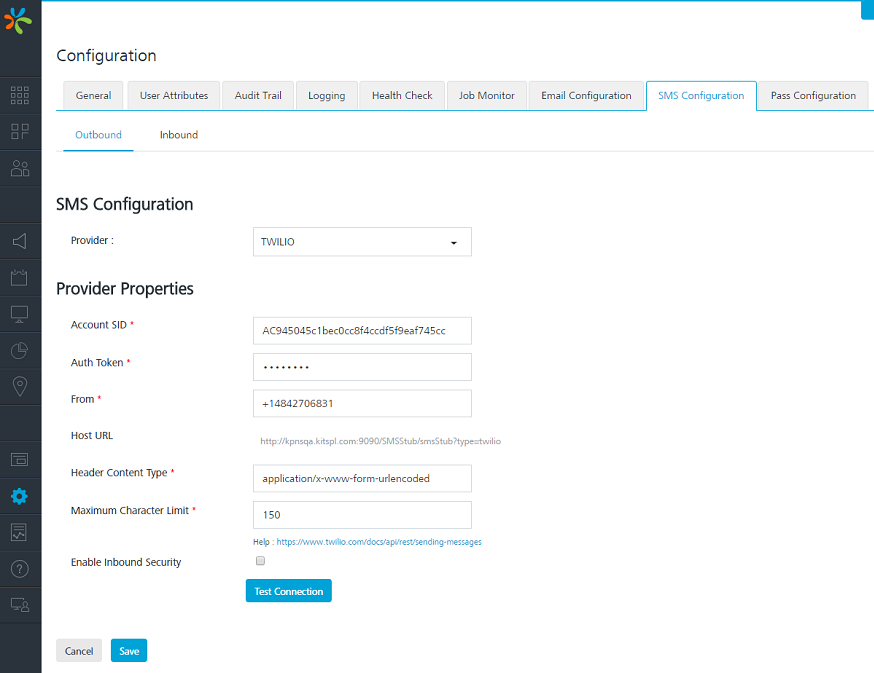 Configuration
General User Attributes Audit Trail Logging Health Check Job Monitor Email Configuration SMS Configuration Pass Configuration
Outbound Inbound
SMS Configuration
Provider : TWILIO
Provider Properties
Account SID * AC945045c1bec0cc8f4ccdf5f9eaf745cc
Auth Token * ••••••••
From * +14842706831
Host URL http://kpnsqa.kitspl.com:9090/SMSStub/smsStub?type=twilio
Header Content Type * application/x-www-form-urlencoded
Maximum Character Limit * 150
Help : https://www.twilio.com/docs/api/rest/sending-messages
Enable Inbound Security
Test Connection
Cancel Save